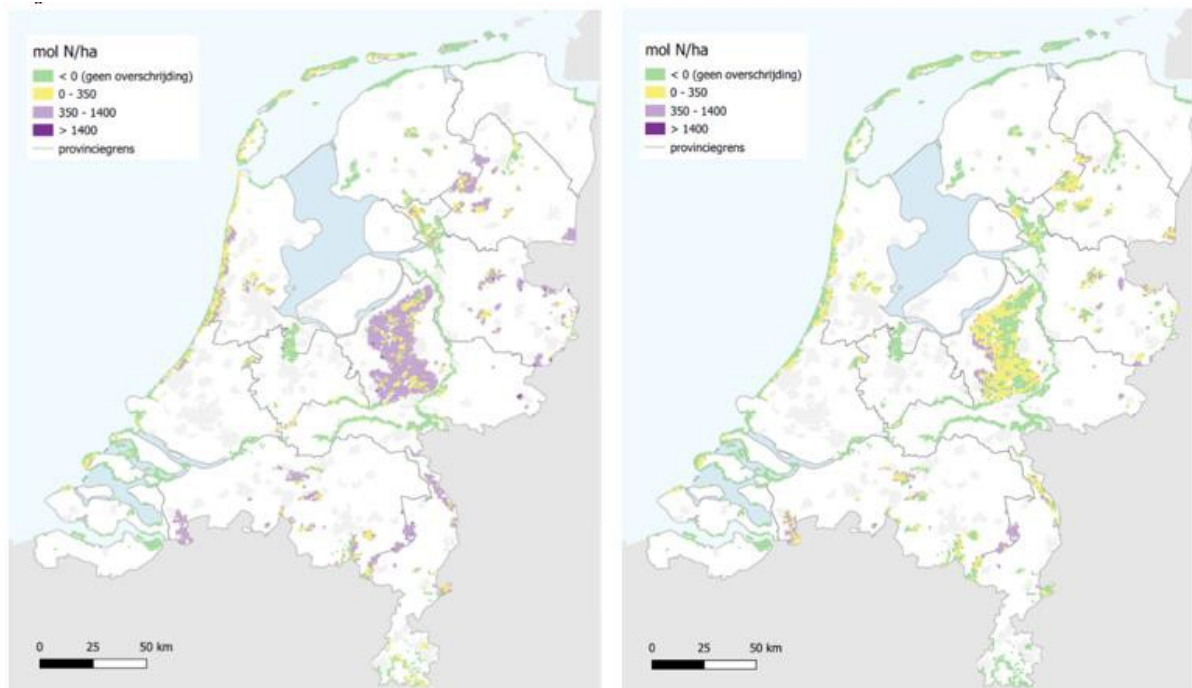 mol N/ha
< 0 (geen overschrijding)
0 - 350
350 - 1400
> 1400
provinciegrens
0 25 50 km
mol N/ha
< 0 (geen overschrijding)
0 - 350
350 - 1400
> 1400
provinciegrens
0 25 50 km